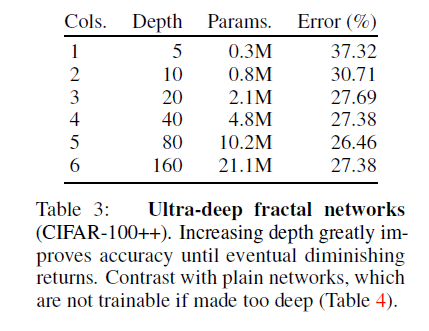 Cols. Depth Params. Error (%)
1 5 0.3M 37.32
2 10 0.8M 30.71
3 20 2.1M 27.69
4 40 4.8M 27.38
5 80 10.2M 26.46
6 160 21.1M 27.38
Table 3: Ultra-deep fractal networks
(CIFAR-100++). Increasing depth greatly im-
proves accuracy until eventual diminishing
returns. Contrast with plain networks, which
are not trainable if made too deep (Table 4).